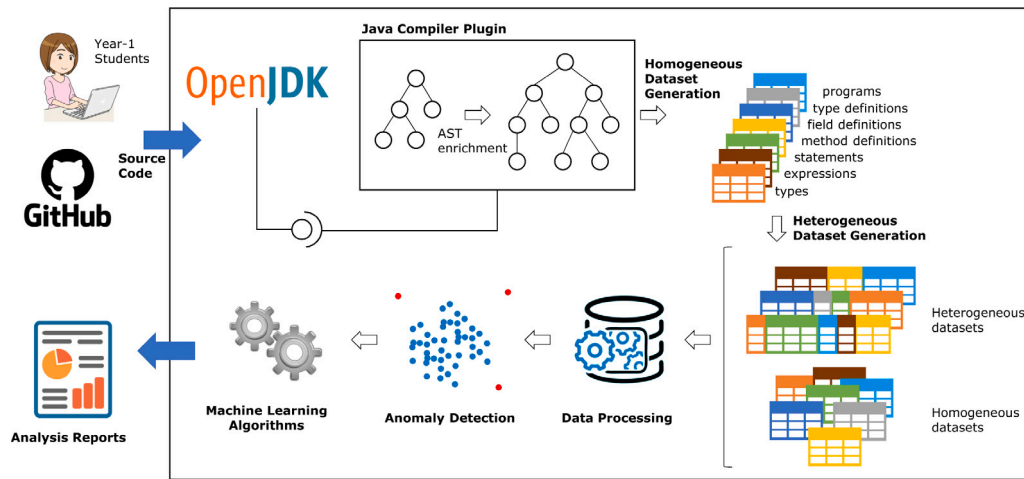 Year-1
Students
OpenJDK
Source
Code
GitHub
Java Compiler Plugin
AST
enrichment
Homogeneous
Dataset
Generation
programs
type definitions
field definitions
method definitions
statements
expressions
types
Heterogeneous
Dataset Generation
Heterogeneous
datasets
Homogeneous
datasets
Data Processing
Anomaly Detection
Machine Learning
Algorithms
Analysis Reports